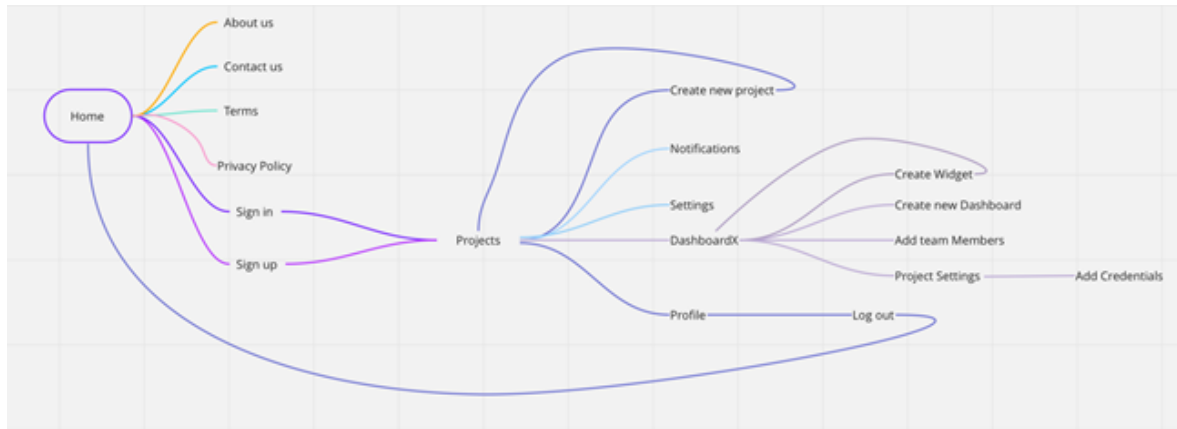 About us
Contact us
Home
Terms
Privacy Policy
Sign in
Sign up
Projects
Create new project
Notifications
Settings
DashboardX
Profile
Log out
Create Widget
Create new Dashboard
Add team Members
Project Settings
Add Credentials